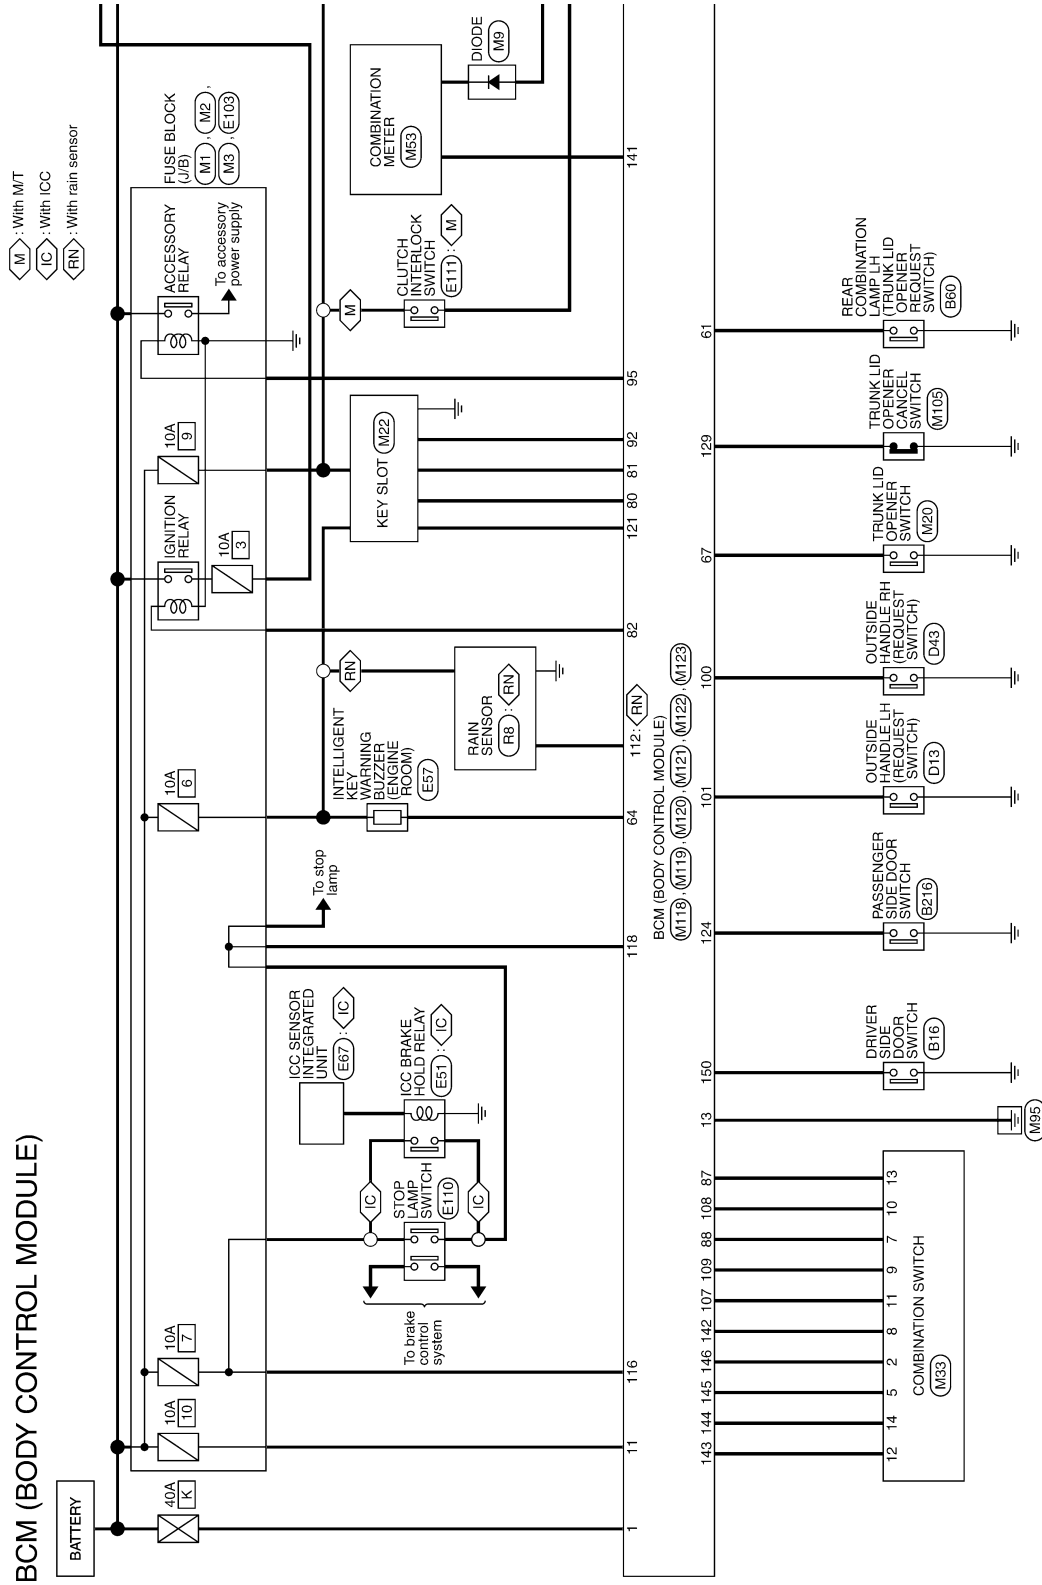 BCM (BODY CONTROL MODULE)
M : With M/T
IC : With ICC
RN : With rain sensor
BATTERY
40A
K
10A
10
10A
7
10A
6
IGNITION
RELAY
10A
3
10A
9
ACCESSORY
RELAY
To accessory
power supply
FUSE BLOCK
(J/B)
M1 , M2 ,
M3 , E103
To brake
control
system
STOP
LAMP
SWITCH
E110
IC
IC
ICC SENSOR
INTEGRATED
UNIT
E67 : IC
ICC BRAKE
HOLD RELAY
E51 : IC
To stop
lamp
INTELLIGENT
KEY
WARNING
BUZZER
(ENGINE
ROOM)
E57
RN
RAIN
SENSOR
R8 : RN
KEY SLOT M22
M
CLUTCH
INTERLOCK
SWITCH
E111 : M
COMBINATION
METER
M53
DIODE
M9
1
11
116
118
64
112: RN
82
121
80
81
92
95
141
BCM (BODY CONTROL MODULE)
M118 , M119 , M120 , M121 , M122 , M123
143
144
145
146
142
107
109
88
108
87
13
150
124
101
100
67
129
61
12
14
5
2
8
11
9
7
10
13
COMBINATION SWITCH
M33
M95
DRIVER
SIDE
DOOR
SWITCH
B16
PASSENGER
SIDE DOOR
SWITCH
B216
OUTSIDE
HANDLE LH
(REQUEST
SWITCH)
D13
OUTSIDE
HANDLE RH
(REQUEST
SWITCH)
D43
TRUNK LID
OPENER
SWITCH
M20
TRUNK LID
OPENER
CANCEL
SWITCH
M105
REAR
COMBINATION
LAMP LH
(TRUNK LID
OPENER
REQUEST
SWITCH)
B60